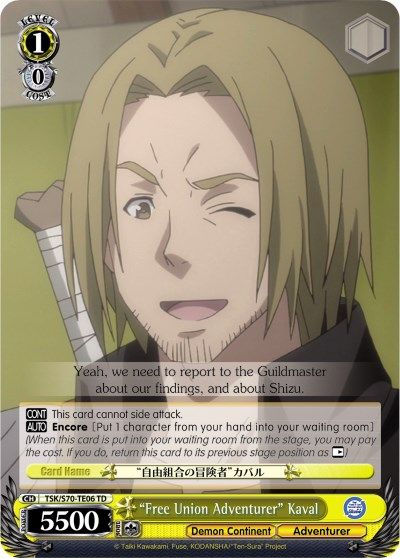 LEVEL
1
0
COST
Yeah, we need to report to the Guildmaster
about our findings, and about Shizu.
CONT This card cannot side attack.
AUTO Encore [Put 1 character from your hand into your waiting room]
(When this card is put into your waiting room from the stage, you may pay
the cost. If you do, return this card to its previous stage position as
Card Name “自由組合の冒険者”カバル
CD TSK/S70-TE06 TD
“Free Union Adventurer” Kaval
POWER 5500
Demon Continent Adventurer
© Taiki Kawakami, Fuse, KODANSHA/“Ten-Sura” Project